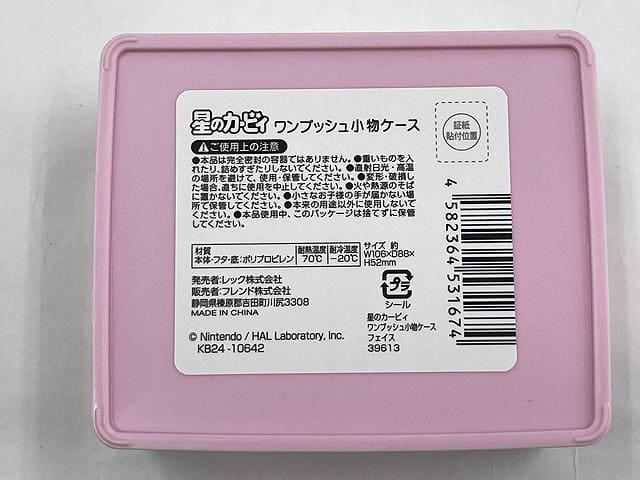 星のカービィ ワンプッシュ小物ケース
証紙
貼付位置
ご使用上の注意
●本品は完全密封の容器ではありません。●重いものを入
れたり、詰めすぎたりしないでください。●直射日光・高温
の場所を避けて、使用・保管してください。●変形・破損し
た場合、直ちに使用を中止してください。●火や熱源のそば
に置かないでください。●小さなお子様の手が届かない場
所で保管してください。●本来の用途以外に使用しないで
ください。●本品使用中、このパッケージは捨てずに保管
してください。
材質 耐熱温度 耐冷温度
本体・フタ・底:ポリプロピレン 70℃ -20℃
サイズ 約
W106×D88×
H52mm
発売者:レック株式会社
販売者:フレンド株式会社
静岡県榛原郡吉田町川尻3308
MADE IN CHINA
プラ
シール
© Nintendo / HAL Laboratory, Inc.
KB24-10642
星のカービィ
ワンプッシュ小物ケース
フェイス
39613
4 582364 531674